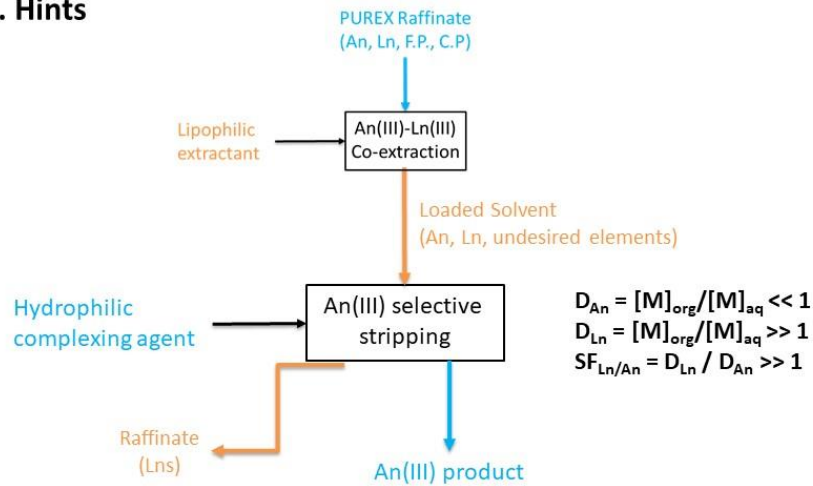 . Hints
PUREX Raffinate
(An, Ln, F.P., C.P)
Lipophilic
extractant
An(III)-Ln(III)
Co-extraction
Loaded Solvent
(An, Ln, undesired elements)
Hydrophilic
complexing agent
An(III) selective
stripping
D_An = [M]_org/[M]_aq << 1
D_Ln = [M]_org/[M]_aq >> 1
SF_Ln/An = D_Ln / D_An >> 1
Raffinate
(Lns)
An(III) product